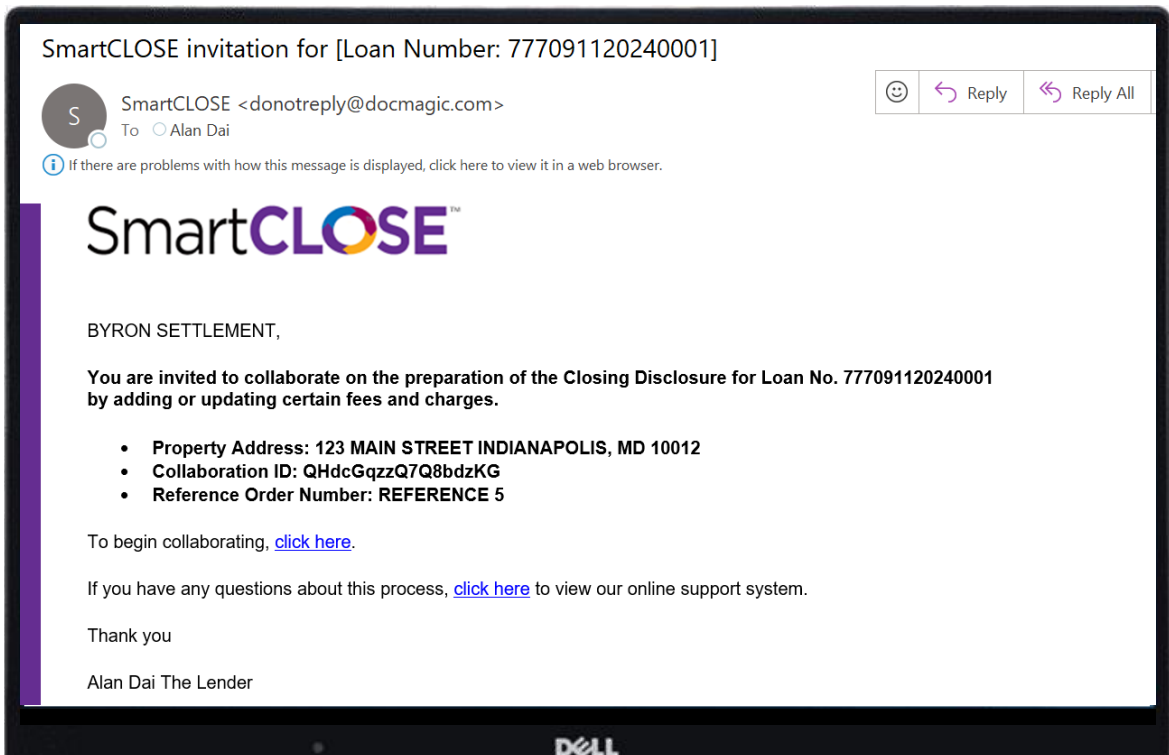 SmartCLOSE invitation for [Loan Number: 777091120240001]
S
SmartCLOSE <donotreply@docmagic.com>
To Alan Dai
Reply
Reply All
If there are problems with how this message is displayed, click here to view it in a web browser.
SmartCLOSE™
BYRON SETTLEMENT,
You are invited to collaborate on the preparation of the Closing Disclosure for Loan No. 777091120240001
by adding or updating certain fees and charges.
• Property Address: 123 MAIN STREET INDIANAPOLIS, MD 10012
• Collaboration ID: QHdcGqzzQ7Q8bdzKG
• Reference Order Number: REFERENCE 5
To begin collaborating, click here.
If you have any questions about this process, click here to view our online support system.
Thank you
Alan Dai The Lender
DELL